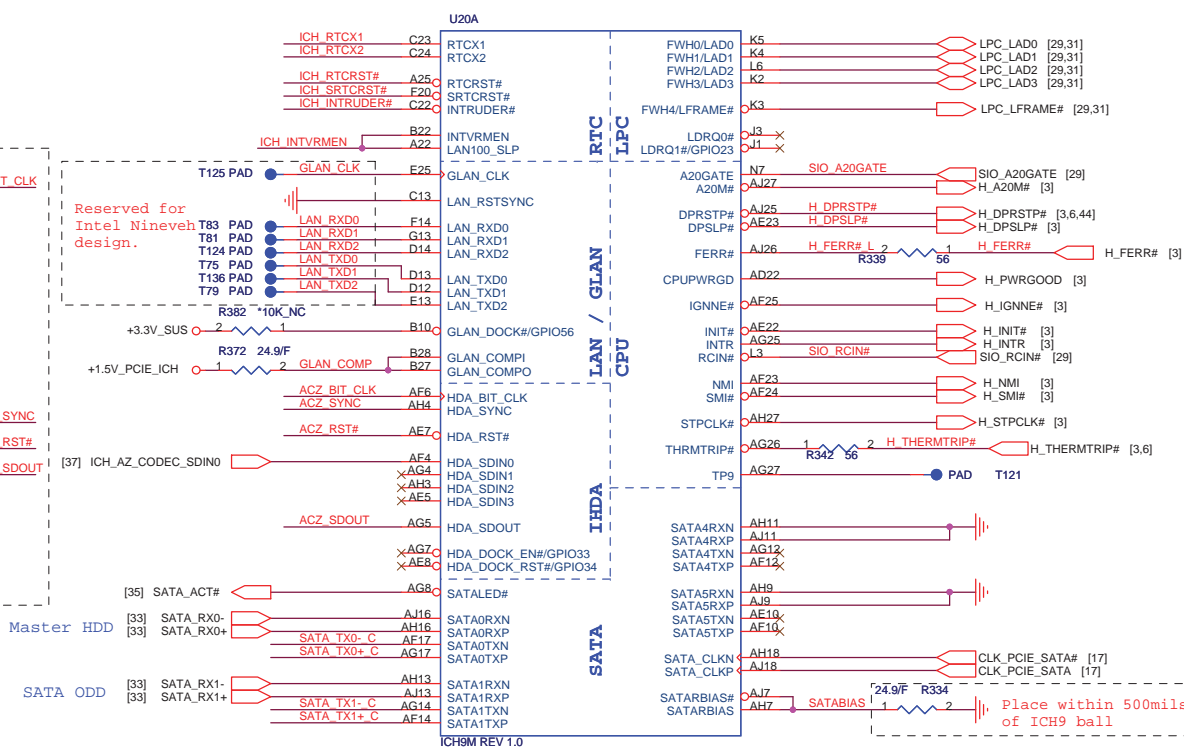 U20A
ICH_RTCX1 C23 RTCX1
ICH_RTCX2 C24 RTCX2
ICH_RTCRST# A25 RTCRST#
ICH_SRTCRST# F20 SRTCRST#
ICH_INTRUDER# C22 INTRUDER#
B22 INTVRMEN
ICH_INTVRMEN A22 LAN100_SLP
RTC
LPC
T_CLK
T125 PAD GLAN_CLK E25 GLAN_CLK
C13 LAN_RSTSYNC
Reserved for
Intel Nineveh
design.
T83 PAD LAN_RXD0 F14 LAN_RXD0
T81 PAD LAN_RXD1 G13 LAN_RXD1
T124 PAD LAN_RXD2 D14 LAN_RXD2
T75 PAD LAN_TXD0 D13 LAN_TXD0
T136 PAD LAN_TXD1 D12 LAN_TXD1
T79 PAD LAN_TXD2 E13 LAN_TXD2
R382 *10K_NC
+3.3V_SUS 2 1 B10 GLAN_DOCK#/GPIO56
R372 24.9/F
B28 GLAN_COMPI
+1.5V_PCIE_ICH 1 2 GLAN_COMP B27 GLAN_COMPO
LAN / GLAN
CPU
ACZ_BIT_CLK AF6 HDA_BIT_CLK
ACZ_SYNC AH4 HDA_SYNC
SYNC
ACZ_RST# AE7 HDA_RST#
RST#
SDOUT
[37] ICH_AZ_CODEC_SDIN0 AF4 HDA_SDIN0
AG4 HDA_SDIN1
AH3 HDA_SDIN2
AE5 HDA_SDIN3
ACZ_SDOUT AG5 HDA_SDOUT
IHDA
AG7 HDA_DOCK_EN#/GPIO33
AE8 HDA_DOCK_RST#/GPIO34
[35] SATA_ACT# AG8 SATALED#
Master HDD
[33] SATA_RX0- AJ16 SATA0RXN
[33] SATA_RX0+ AH16 SATA0RXP
SATA_TX0-_C AF17 SATA0TXN
SATA_TX0+_C AG17 SATA0TXP
SATA ODD
[33] SATA_RX1- AH13 SATA1RXN
[33] SATA_RX1+ AJ13 SATA1RXP
SATA_TX1-_C AG14 SATA1TXN
SATA_TX1+_C AF14 SATA1TXP
SATA
ICH9M REV 1.0
FWH0/LAD0 K5 LPC_LAD0 [29,31]
FWH1/LAD1 K4 LPC_LAD1 [29,31]
FWH2/LAD2 L6 LPC_LAD2 [29,31]
FWH3/LAD3 K2 LPC_LAD3 [29,31]
FWH4/LFRAME# K3 LPC_LFRAME# [29,31]
LDRQ0# J3
LDRQ1#/GPIO23 J1
A20GATE N7 SIO_A20GATE SIO_A20GATE [29]
A20M# AJ27 H_A20M# [3]
DPRSTP# AJ25 H_DPRSTP# H_DPRSTP# [3,6,44]
DPSLP# AE23 H_DPSLP# H_DPSLP# [3]
FERR# AJ26 H_FERR#_L 2 1 H_FERR# H_FERR# [3]
R339 56
CPUPWRGD AD22 H_PWRGOOD [3]
IGNNE# AF25 H_IGNNE# [3]
INIT# AE22 H_INIT# [3]
INTR AG25 H_INTR [3]
RCIN# L3 SIO_RCIN# SIO_RCIN# [29]
NMI AF23 H_NMI [3]
SMI# AF24 H_SMI# [3]
STPCLK# AH27 H_STPCLK# [3]
THRMTRIP# AG26 1 2 H_THERMTRIP# H_THERMTRIP# [3,6]
R342 56
TP9 AG27 PAD T121
SATA4RXN AH11
SATA4RXP AJ11
SATA4TXN AG12
SATA4TXP AF12
SATA5RXN AH9
SATA5RXP AJ9
SATA5TXN AE10
SATA5TXP AF10
SATA_CLKN AH18 CLK_PCIE_SATA# [17]
SATA_CLKP AJ18 CLK_PCIE_SATA [17]
24.9/F R334
SATARBIAS# AJ7
SATARBIAS AH7 SATABIAS 1 2
Place within 500mils
of ICH9 ball